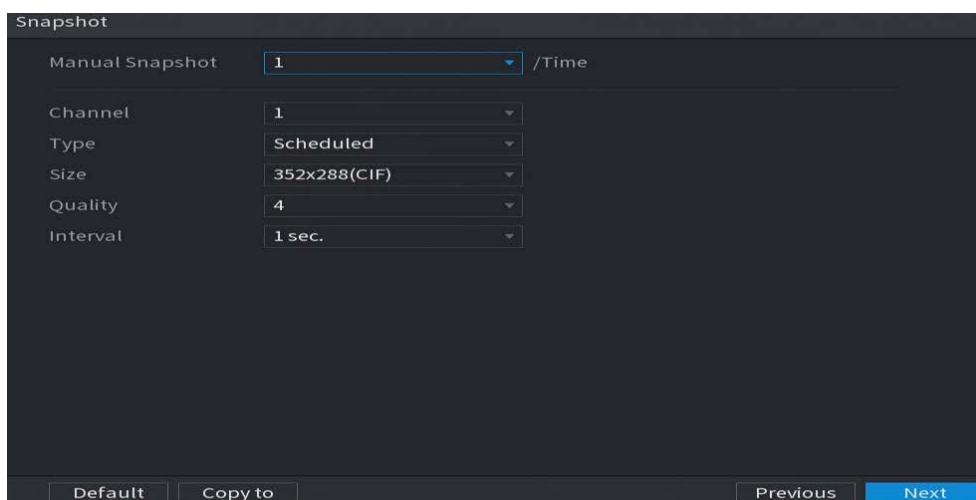 Snapshot
Manual Snapshot 1 /Time
Channel 1
Type Scheduled
Size 352x288(CIF)
Quality 4
Interval 1 sec.
Default Copy to Previous Next